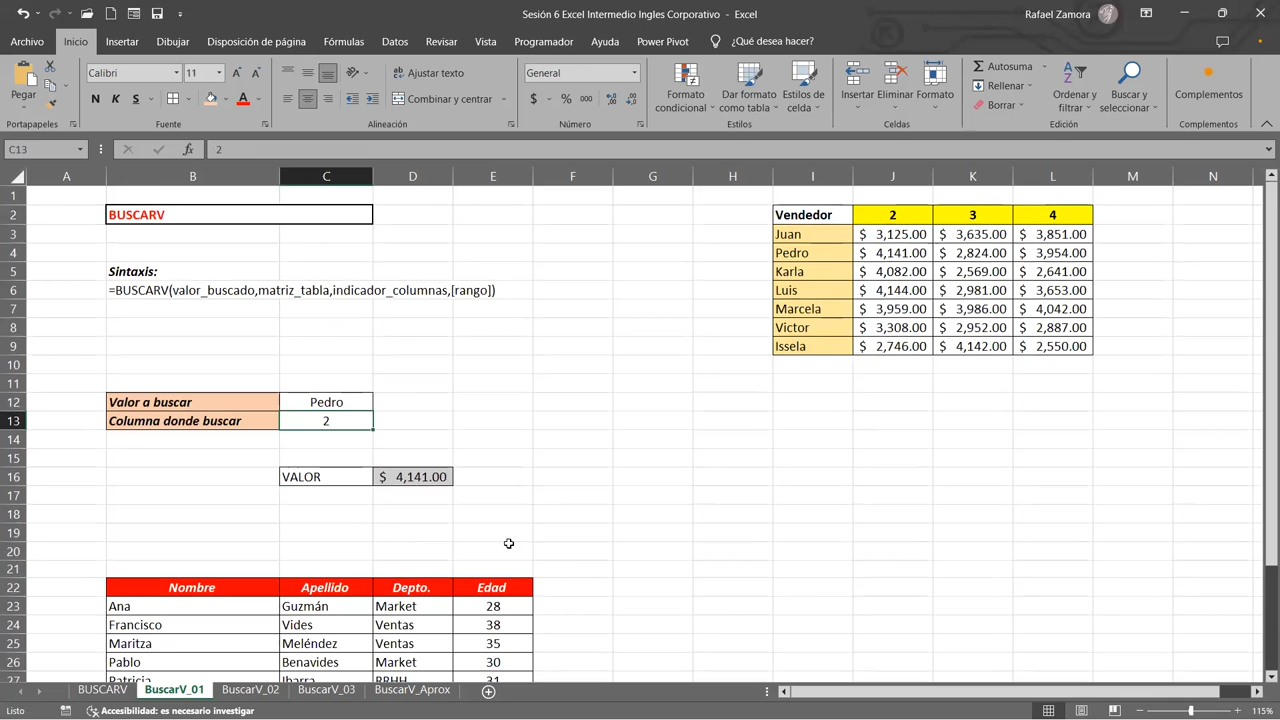 Sesión 6 Excel Intermedio Ingles Corporativo - Excel
Rafael Zamora
Archivo Inicio Insertar Dibujar Disposición de página Fórmulas Datos Revisar Vista Programador Ayuda Power Pivot ¿Qué desea hacer?
Pegar
Calibri 11
N K S
Ajustar texto
Combinar y centrar
General
$ % 000
Formato condicional
Dar formato como tabla
Estilos de celda
Insertar Eliminar Formato
Autosuma
Rellenar
Borrar
Ordenar y filtrar
Buscar y seleccionar
Complementos
Portapapeles Fuente Alineación Número Estilos Celdas Edición Complementos
C13 fx 2
A B C D E F G H I J K L M N
1
2 BUSCARV Vendedor 2 3 4
3 Juan $ 3,125.00 $ 3,635.00 $ 3,851.00
4 Pedro $ 4,141.00 $ 2,824.00 $ 3,954.00
5 Sintaxis: Karla $ 4,082.00 $ 2,569.00 $ 2,641.00
6 =BUSCARV(valor_buscado,matriz_tabla,indicador_columnas,[rango]) Luis $ 4,144.00 $ 2,981.00 $ 3,653.00
7 Marcela $ 3,959.00 $ 3,986.00 $ 4,042.00
8 Victor $ 3,308.00 $ 2,952.00 $ 2,887.00
9 Issela $ 2,746.00 $ 4,142.00 $ 2,550.00
10
11
12 Valor a buscar Pedro
13 Columna donde buscar 2
14
15
16 VALOR $ 4,141.00
17
18
19
20
21
22 Nombre Apellido Depto. Edad
23 Ana Guzmán Market 28
24 Francisco Vides Ventas 38
25 Maritza Meléndez Ventas 35
26 Pablo Benavides Market 30
27 Patricia Ibarra RRHH 31
BUSCARV BuscarV_01 BuscarV_02 BuscarV_03 BuscarV_Aprox
Listo Accesibilidad: es necesario investigar 115%